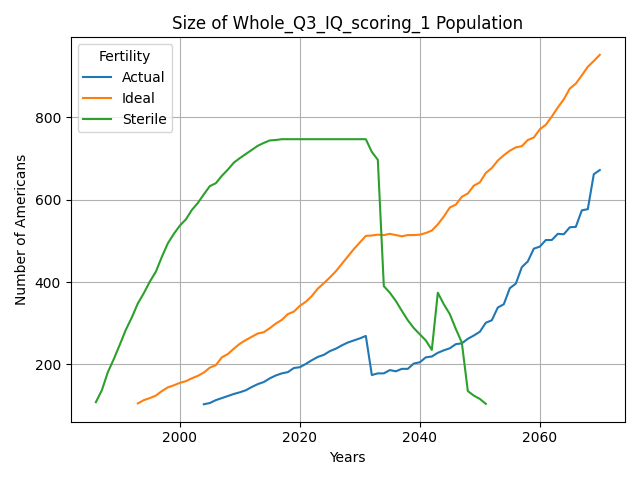 Size of Whole_Q3_IQ_scoring_1 Population
Fertility
Actual
Ideal
Sterile
Number of Americans
800
600
400
200
2000
2020
2040
2060
Years